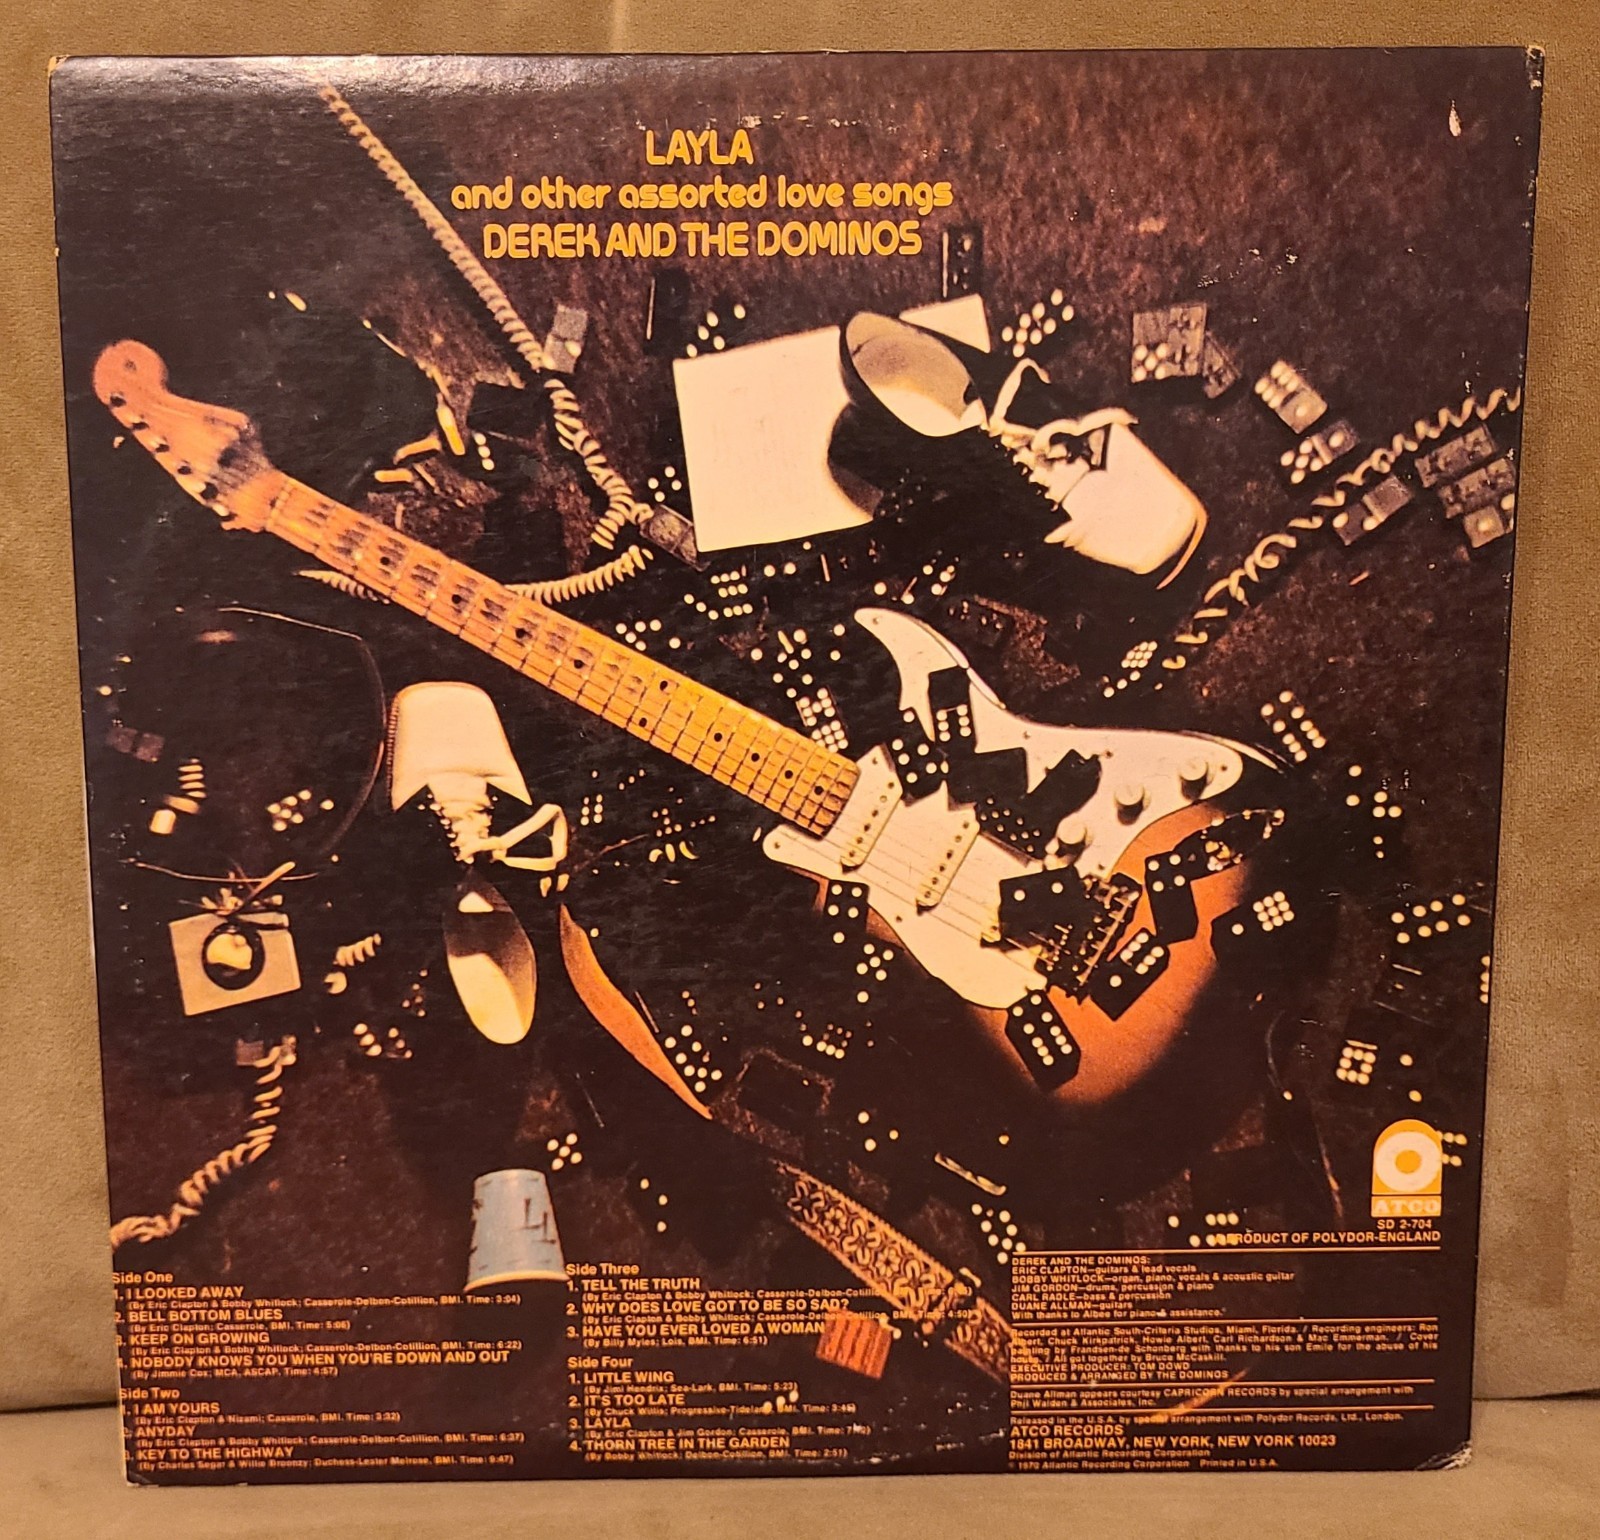 LAYLA
and other assorted love songs
DEREK AND THE DOMINOS
LL
ATCO
SD 2-704
PRODUCT OF POLYDOR-ENGLAND
Side One
1. I LOOKED AWAY
(By Eric Clapton & Bobby Whitlock; Casserole-Delbon-Cotillion, BMI. Time: 3:04)
2. BELL BOTTOM BLUES
(By Eric Clapton; Casserole, BMI. Time: 5:06)
3. KEEP ON GROWING
(By Eric Clapton & Bobby Whitlock; Casserole-Delbon-Cotillion, BMI. Time: 6:22)
4. NOBODY KNOWS YOU WHEN YOU'RE DOWN AND OUT
(By Jimmie Cox; MCA, ASCAP. Time: 4:57)
Side Two
1. I AM YOURS
(By Eric Clapton & Nizami; Casserole, BMI. Time: 3:32)
2. ANYDAY
(By Eric Clapton & Bobby Whitlock; Casserole-Delbon-Cotillion, BMI. Time: 6:37)
3. KEY TO THE HIGHWAY
(By Charles Segar & Willie Broonzy; Duchess-Lester Melrose, BMI. Time: 9:47)
Side Three
1. TELL THE TRUTH
(By Eric Clapton & Bobby Whitlock; Casserole-Delbon-Cotillion,
2. WHY DOES LOVE GOT TO BE SO SAD?
(By Eric Clapton & Bobby Whitlock; Casserole-Delbon-Cotillion, BMI. Time: 4:50)
3. HAVE YOU EVER LOVED A WOMAN
(By Billy Myles; Lois, BMI. Time: 6:51)
Side Four
1. LITTLE WING
(By Jimi Hendrix; Sea-Lark, BMI. Time: 5:23)
2. IT'S TOO LATE
(By Chuck Willis; Progressive-Tideland, BMI. Time: 3:45)
3. LAYLA
(By Eric Clapton & Jim Gordon; Casserole, BMI. Time:
4. THORN TREE IN THE GARDEN
(By Bobby Whitlock; Delbon-Cotillion, BMI. Time: 2:51)
DEREK AND THE DOMINOS:
ERIC CLAPTON—guitars & lead vocals
BOBBY WHITLOCK—organ, piano, vocals & acoustic guitar
JIM GORDON—drums, percussion & piano
CARL RADLE—bass & percussion
DUANE ALLMAN—guitars
With thanks to Albee for piano & assistance.
Recorded at Atlantic South-Criteria Studios, Miami, Florida / Recording engineers: Ron
Albert, Chuck Kirkpatrick, Howie Albert, Carl Richardson & Mac Emmerman. / Cover
painting by Frandsen-de Schonberg with thanks to his son Emile for the abuse of his
house. / All got together by Bruce McCaskill.
EXECUTIVE PRODUCER: TOM DOWD
PRODUCED & ARRANGED BY THE DOMINOS
Duane Allman appears courtesy CAPRICORN RECORDS by special arrangement with
Phil Walden & Associates, Inc.
Released in the U.S.A. by special arrangement with Polydor Records, Ltd., London.
ATCO RECORDS
1841 BROADWAY, NEW YORK, NEW YORK 10023
Division of Atlantic Recording Corporation
© 1970 Atlantic Recording Corporation Printed in U.S.A.